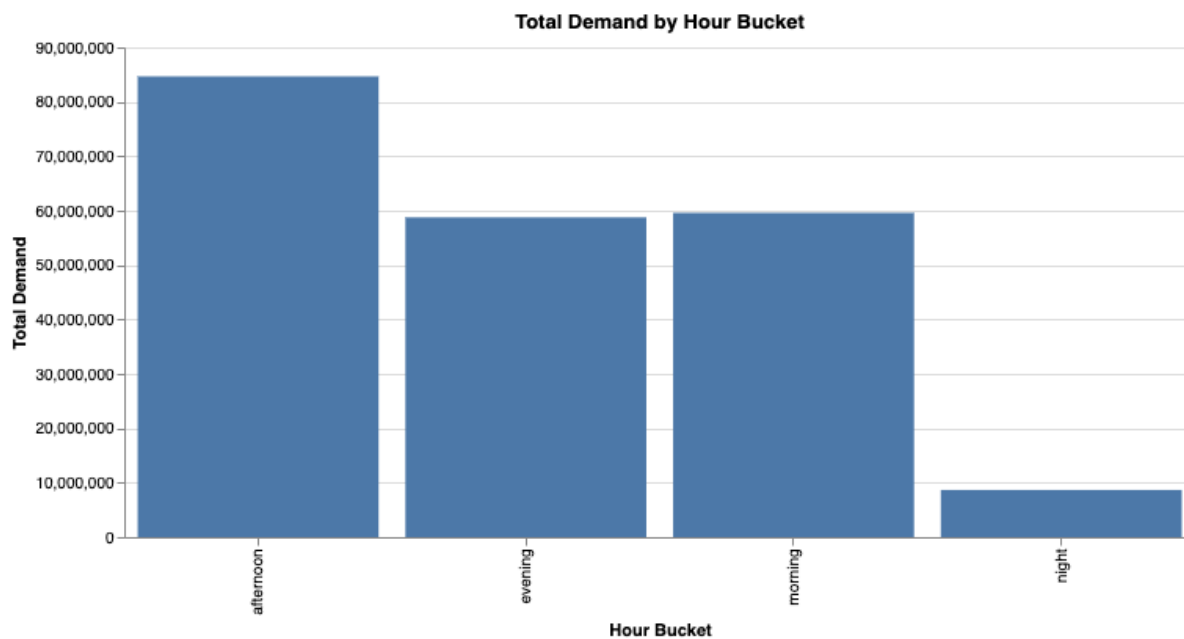 Total Demand by Hour Bucket
90,000,000
80,000,000
70,000,000
60,000,000
50,000,000
40,000,000
30,000,000
20,000,000
10,000,000
0
Total Demand
afternoon
evening
morning
night
Hour Bucket